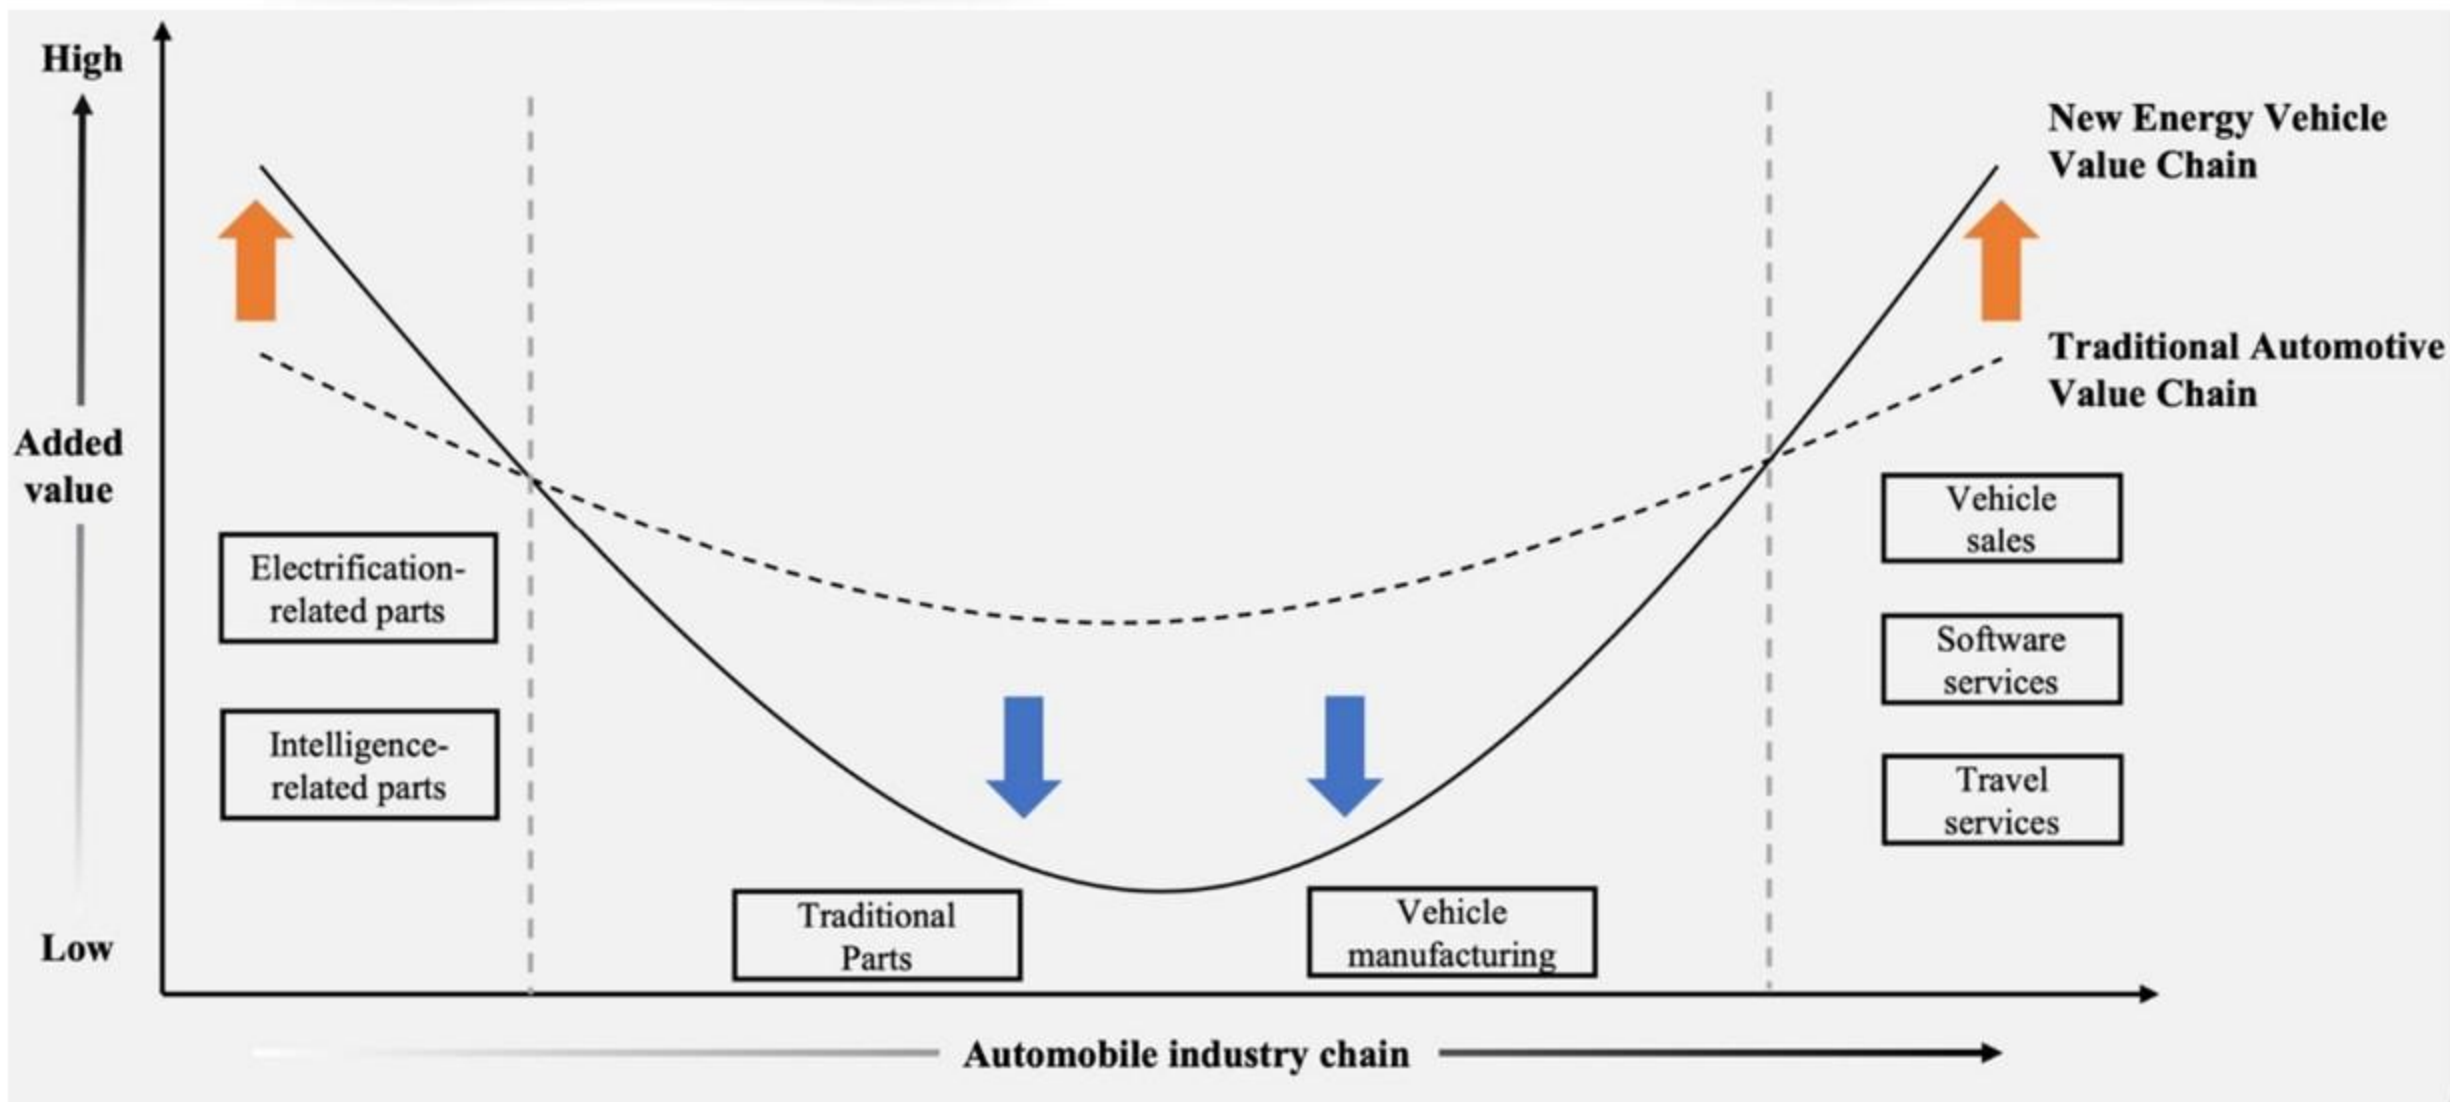 High
New Energy Vehicle
Value Chain
Traditional Automotive
Value Chain
Added
value
Electrification-
related parts
Intelligence-
related parts
Vehicle
sales
Software
services
Travel
services
Traditional
Parts
Vehicle
manufacturing
Low
Automobile industry chain